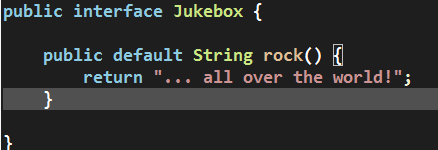 public interface Jukebox {
public default String rock() {
return "... all over the world!";
}
}